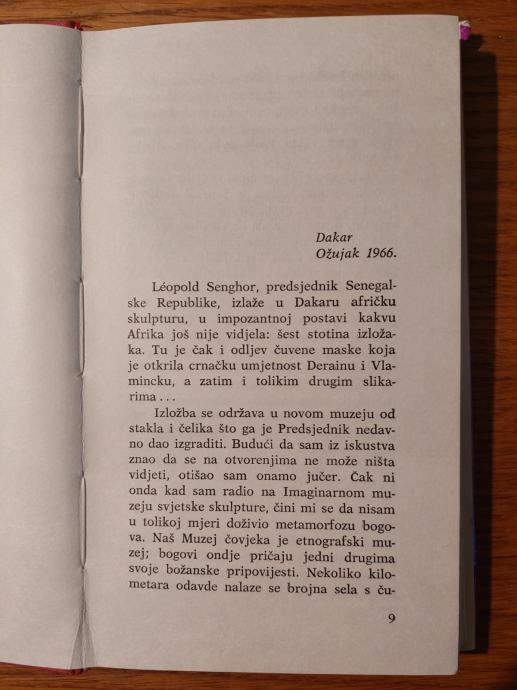 Dakar
Ožujak 1966.
Léopold Senghor, predsjednik Senegal-
ske Republike, izlaže u Dakaru afričku
skulpturu, u impozantnoj postavi kakvu
Afrika još nije vidjela: šest stotina izloža-
ka. Tu je čak i odljev čuvene maske koja
je otkrila crnačku umjetnost Derainu i Vla-
mincku, a zatim i tolikim drugim slika-
rima...
Izložba se održava u novom muzeju od
stakla i čelika što ga je Predsjednik nedav-
no dao izgraditi. Budući da sam iz iskustva
znao da se na otvorenjima ne može ništa
vidjeti, otišao sam onamo jučer. Čak ni
onda kad sam radio na Imaginarnom mu-
zeju svjetske skulpture, čini mi se da nisam
u tolikoj mjeri doživio metamorfozu bogo-
va. Naš Muzej čovjeka je etnografski mu-
zej; bogovi ondje pričaju jedni drugima
svoje božanske pripovijesti. Nekoliko kilo-
metara odavde nalaze se brojna sela s ču-
9